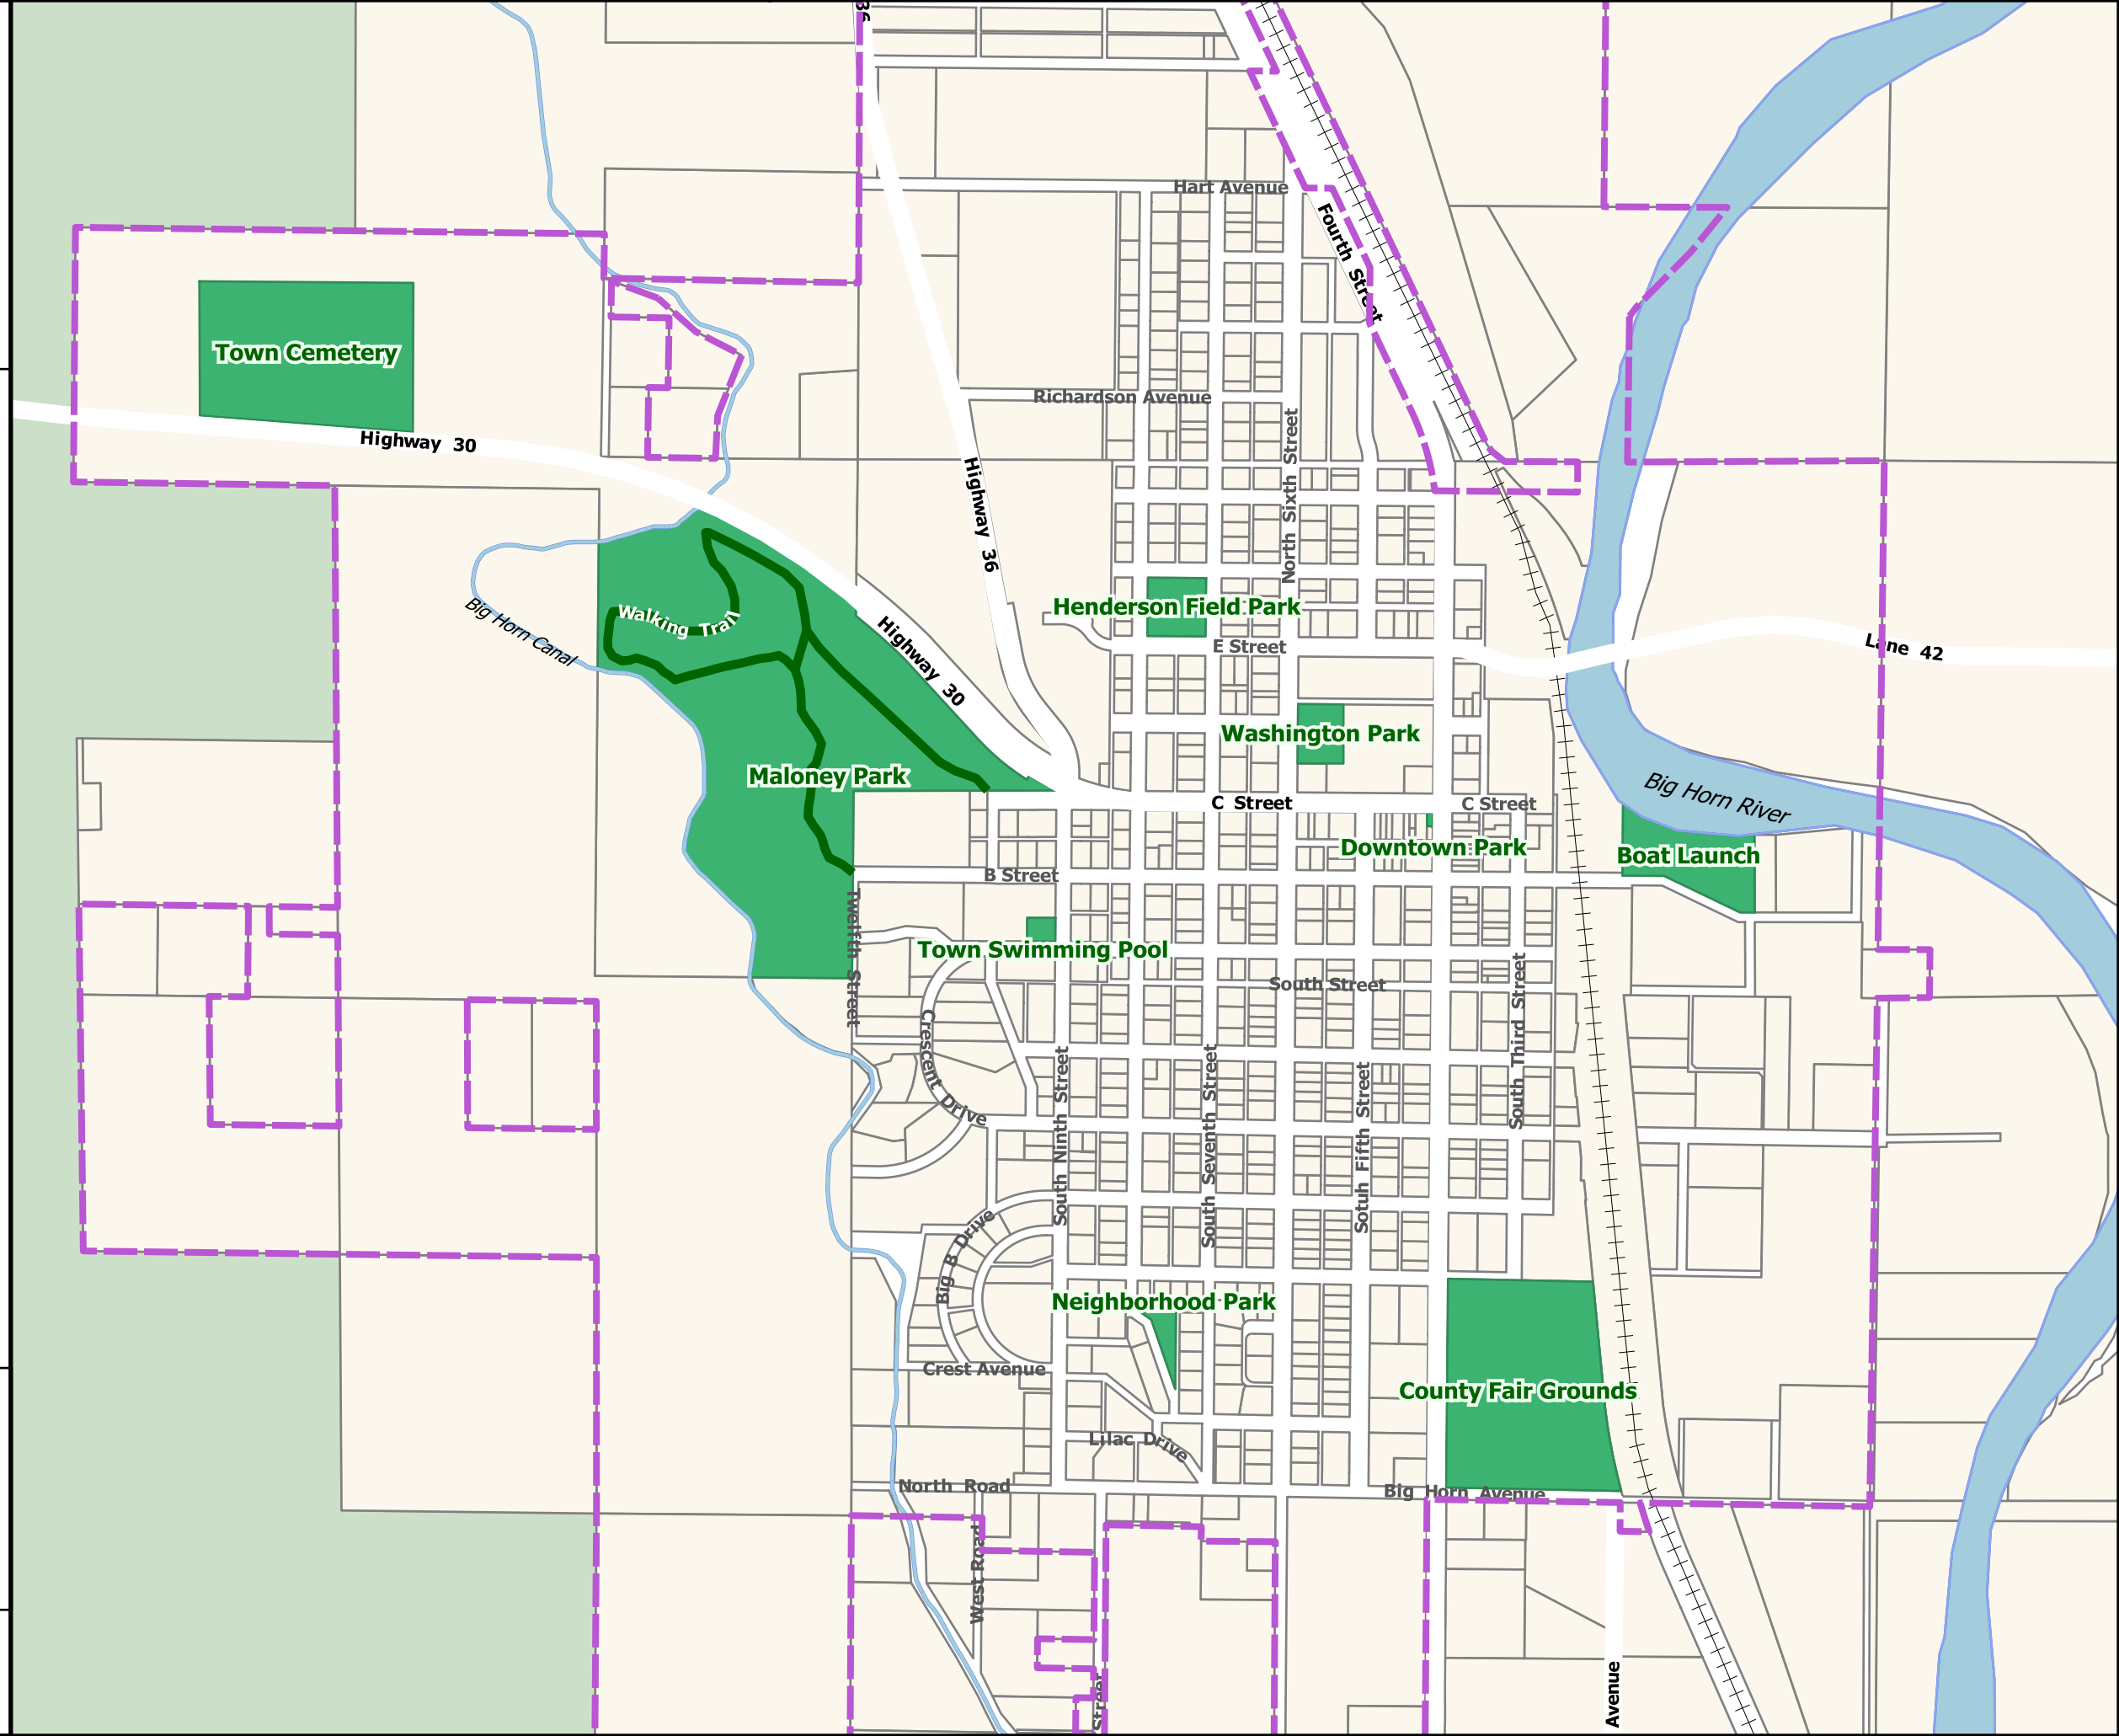 36
Hart Avenue
Fourth Street
Town Cemetery
Richardson Avenue
Highway 30
North Sixth Street
Highway 36
Henderson Field Park
Walking Trail
Big Horn Canal
E Street
Lane 42
Highway 30
Washington Park
Maloney Park
Big Horn River
C Street
C Street
Downtown Park
Boat Launch
B Street
Twelfth Street
Town Swimming Pool
South Street
South Third Street
Crescent Drive
South Ninth Street
South Seventh Street
Sotuh Fifth Street
Big B Drive
Neighborhood Park
Crest Avenue
County Fair Grounds
Lilac Drive
North Road
Big Horn Avenue
West Road
Street
Avenue